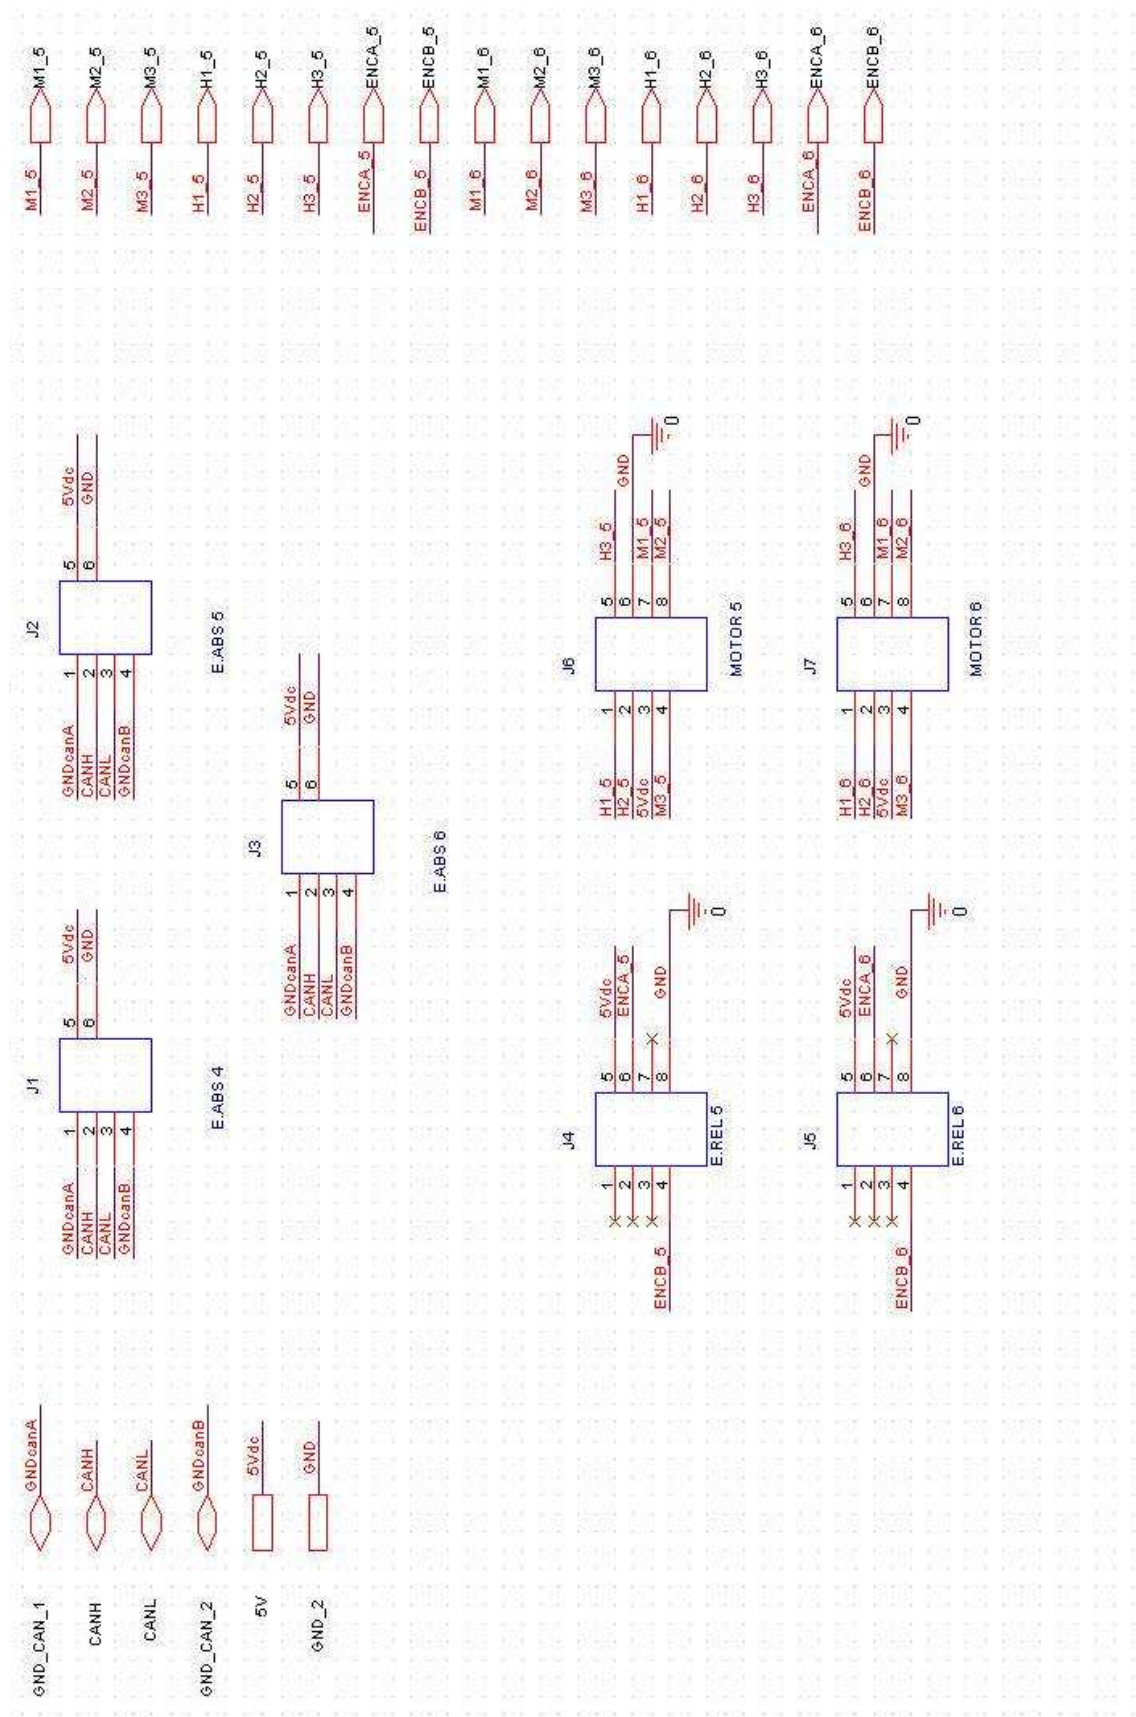 GND_CAN_1
GNDcanA
CANH
CANH
CANL
CANL
GND_CAN_2
GNDcanB
5V
5Vdc
GND_2
GND
J1
GNDcanA 1 5 5Vdc
CANH 2 6 GND
CANL 3
GNDcanB 4
E.ABS 4
J2
GNDcanA 1 5 5Vdc
CANH 2 6 GND
CANL 3
GNDcanB 4
E.ABS 5
J3
GNDcanA 1 5 5Vdc
CANH 2 6 GND
CANL 3
GNDcanB 4
E.ABS 6
J4
1 5 5Vdc
2 6 ENCA_5
3 7
ENCB_5 4 8 GND
0
E.REL 5
J6
H1_5 1 5 H3_5
H2_5 2 6 GND
5Vdc 3 7 M1_5
M3_5 4 8 M2_5
0
MOTOR 5
J5
1 5 5Vdc
2 6 ENCA_6
3 7
ENCB_6 4 8 GND
0
E.REL 6
J7
H1_6 1 5 H3_6
H2_6 2 6 GND
5Vdc 3 7 M1_6
M3_6 4 8 M2_6
0
MOTOR 6
M1_5 M1_5
M2_5 M2_5
M3_5 M3_5
H1_5 H1_5
H2_5 H2_5
H3_5 H3_5
ENCA_5 ENCA_5
ENCB_5 ENCB_5
M1_6 M1_6
M2_6 M2_6
M3_6 M3_6
H1_6 H1_6
H2_6 H2_6
H3_6 H3_6
ENCA_6 ENCA_6
ENCB_6 ENCB_6